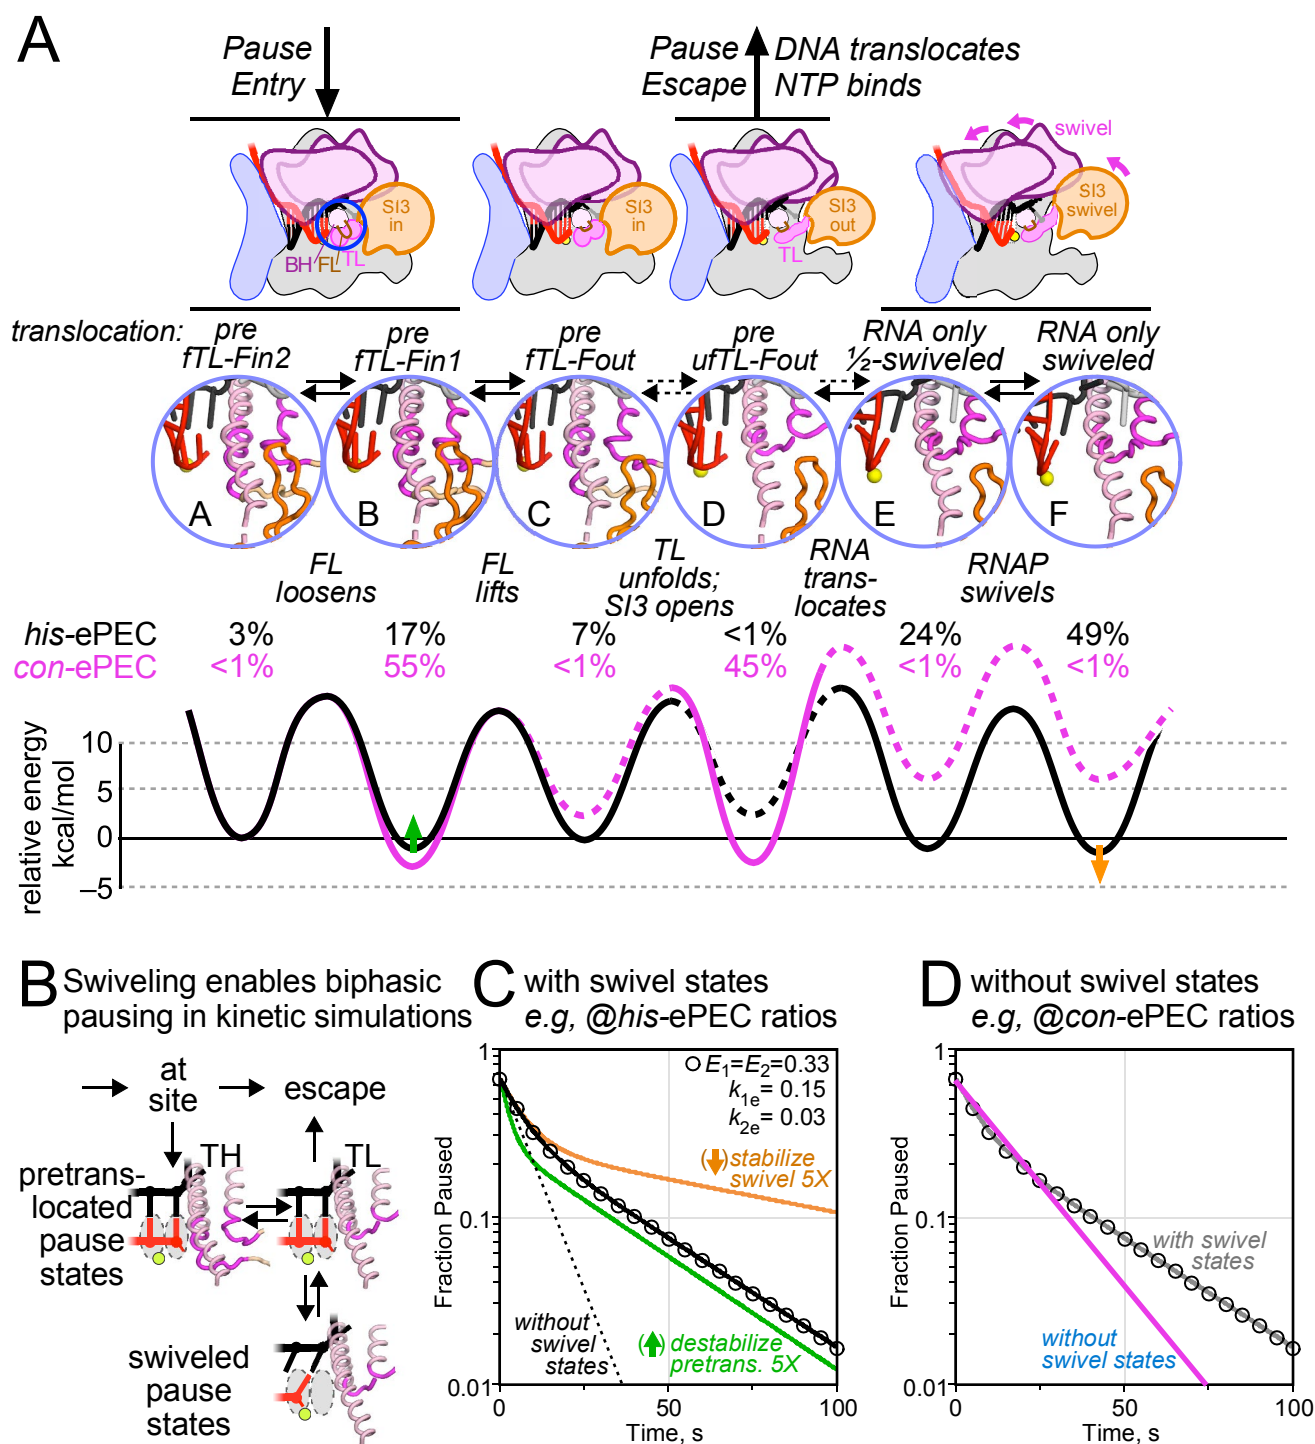 A
Pause
Entry
Pause
Escape
DNA translocates
NTP binds
swivel
SI3
in
SI3
in
SI3
out
SI3
swivel
BH FL TL
TL
translocation:
pre
fTL-Fin2
pre
fTL-Fin1
pre
fTL-Fout
pre
ufTL-Fout
RNA only
½-swiveled
RNA only
swiveled
A
B
C
D
E
F
FL
loosens
FL
lifts
TL
unfolds;
SI3 opens
RNA
trans-
locates
RNAP
swivels
his-ePEC 3% 17% 7% <1% 24% 49%
con-ePEC <1% 55% <1% 45% <1% <1%
relative energy
kcal/mol
10
5
0
–5
B Swiveling enables biphasic
pausing in kinetic simulations
at
site
escape
TH
TL
pretrans-
located
pause
states
swiveled
pause
states
C with swivel states
e.g, @his-ePEC ratios
Fraction Paused
1
0.1
0.01
E1=E2=0.33
k1e= 0.15
k2e= 0.03
( ) stabilize
swivel 5X
without
swivel
states
( ) destabilize
pretrans. 5X
0 50 100
Time, s
D without swivel states
e.g, @con-ePEC ratios
Fraction Paused
1
0.1
0.01
with swivel
states
without
swivel states
0 50 100
Time, s